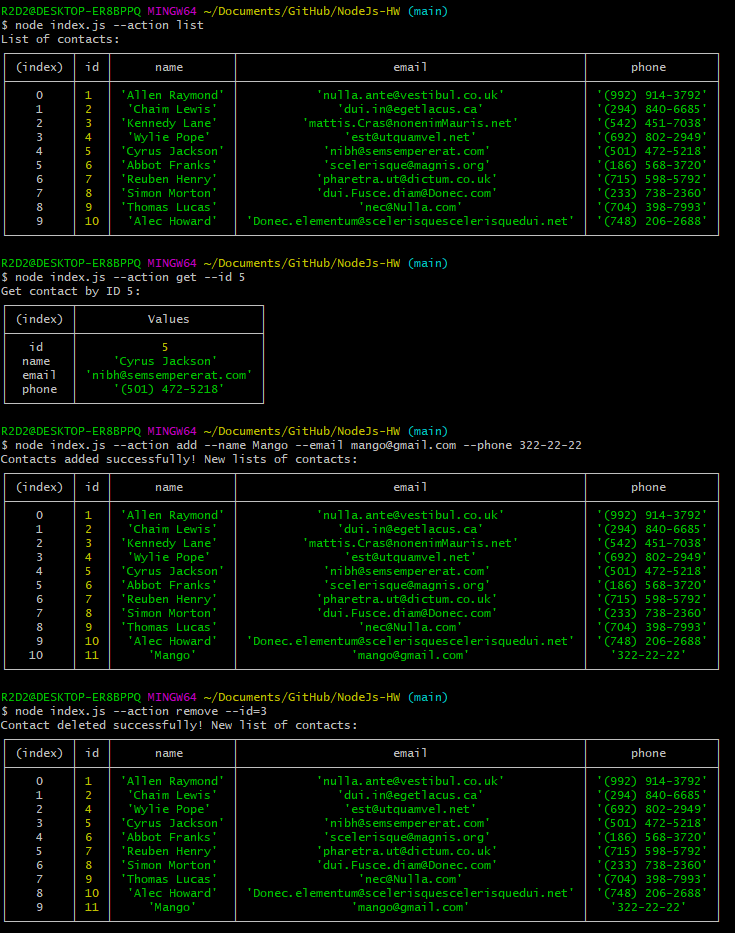 R2D2@DESKTOP-ER8BPPQ MINGW64 ~/Documents/GitHub/NodeJs-HW (main)
$ node index.js --action list
List of contacts:
(index) id name email phone
0 1 'Allen Raymond' 'nulla.ante@vestibul.co.uk' '(992) 914-3792'
1 2 'Chaim Lewis' 'dui.in@egetlacus.ca' '(294) 840-6685'
2 3 'Kennedy Lane' 'mattis.Cras@nonenimMauris.net' '(542) 451-7038'
3 4 'Wylie Pope' 'est@utquamvel.net' '(692) 802-2949'
4 5 'Cyrus Jackson' 'nibh@semsempererat.com' '(501) 472-5218'
5 6 'Abbot Franks' 'scelerisque@magnis.org' '(186) 568-3720'
6 7 'Reuben Henry' 'pharetra.ut@dictum.co.uk' '(715) 598-5792'
7 8 'Simon Morton' 'dui.Fusce.diam@Donec.com' '(233) 738-2360'
8 9 'Thomas Lucas' 'nec@Nulla.com' '(704) 398-7993'
9 10 'Alec Howard' 'Donec.elementum@scelerisquescelerisquedui.net' '(748) 206-2688'
R2D2@DESKTOP-ER8BPPQ MINGW64 ~/Documents/GitHub/NodeJs-HW (main)
$ node index.js --action get --id 5
Get contact by ID 5:
(index) Values
id 5
name 'Cyrus Jackson'
email 'nibh@semsempererat.com'
phone '(501) 472-5218'
R2D2@DESKTOP-ER8BPPQ MINGW64 ~/Documents/GitHub/NodeJs-HW (main)
$ node index.js --action add --name Mango --email mango@gmail.com --phone 322-22-22
Contacts added successfully! New lists of contacts:
(index) id name email phone
0 1 'Allen Raymond' 'nulla.ante@vestibul.co.uk' '(992) 914-3792'
1 2 'Chaim Lewis' 'dui.in@egetlacus.ca' '(294) 840-6685'
2 3 'Kennedy Lane' 'mattis.Cras@nonenimMauris.net' '(542) 451-7038'
3 4 'Wylie Pope' 'est@utquamvel.net' '(692) 802-2949'
4 5 'Cyrus Jackson' 'nibh@semsempererat.com' '(501) 472-5218'
5 6 'Abbot Franks' 'scelerisque@magnis.org' '(186) 568-3720'
6 7 'Reuben Henry' 'pharetra.ut@dictum.co.uk' '(715) 598-5792'
7 8 'Simon Morton' 'dui.Fusce.diam@Donec.com' '(233) 738-2360'
8 9 'Thomas Lucas' 'nec@Nulla.com' '(704) 398-7993'
9 10 'Alec Howard' 'Donec.elementum@scelerisquescelerisquedui.net' '(748) 206-2688'
10 11 'Mango' 'mango@gmail.com' '322-22-22'
R2D2@DESKTOP-ER8BPPQ MINGW64 ~/Documents/GitHub/NodeJs-HW (main)
$ node index.js --action remove --id=3
Contact deleted successfully! New list of contacts:
(index) id name email phone
0 1 'Allen Raymond' 'nulla.ante@vestibul.co.uk' '(992) 914-3792'
1 2 'Chaim Lewis' 'dui.in@egetlacus.ca' '(294) 840-6685'
2 4 'Wylie Pope' 'est@utquamvel.net' '(692) 802-2949'
3 5 'Cyrus Jackson' 'nibh@semsempererat.com' '(501) 472-5218'
4 6 'Abbot Franks' 'scelerisque@magnis.org' '(186) 568-3720'
5 7 'Reuben Henry' 'pharetra.ut@dictum.co.uk' '(715) 598-5792'
6 8 'Simon Morton' 'dui.Fusce.diam@Donec.com' '(233) 738-2360'
7 9 'Thomas Lucas' 'nec@Nulla.com' '(704) 398-7993'
8 10 'Alec Howard' 'Donec.elementum@scelerisquescelerisquedui.net' '(748) 206-2688'
9 11 'Mango' 'mango@gmail.com' '322-22-22'